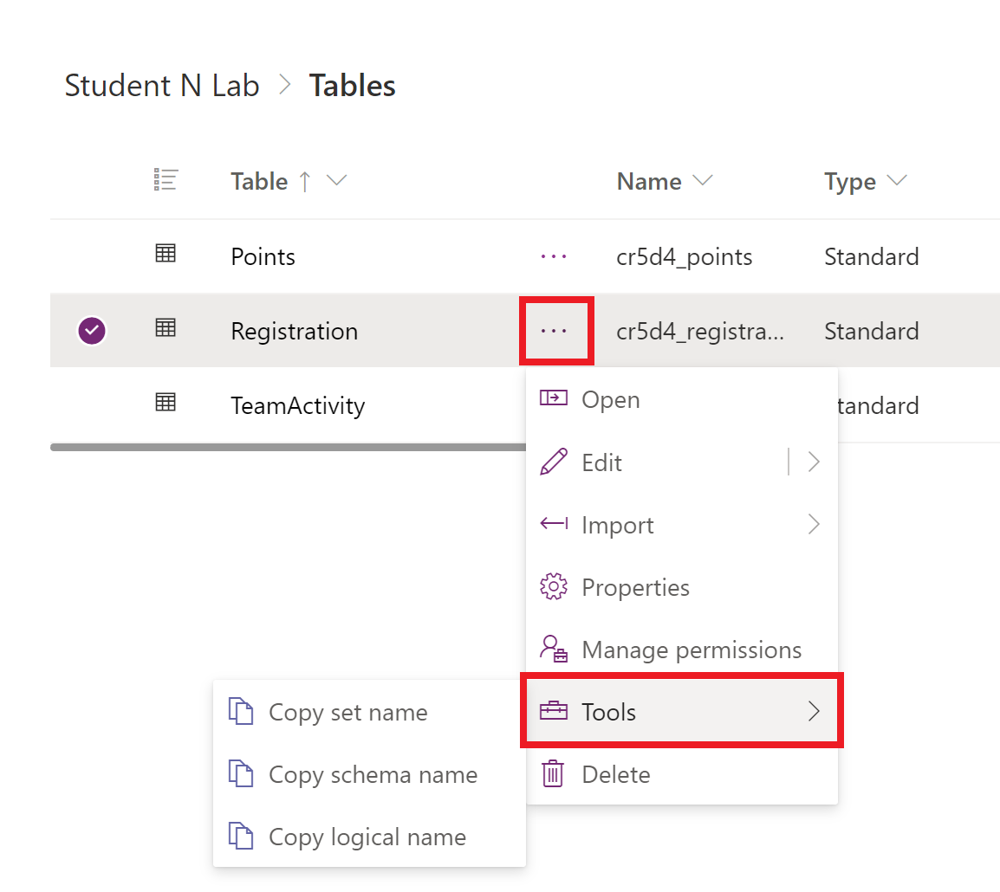 Student N Lab > Tables
Table ↑ Name Type
Points ··· cr5d4_points Standard
Registration ··· cr5d4_registra... Standard
TeamActivity tandard
Open
Edit
Import
Properties
Manage permissions
Tools
Delete
Copy set name
Copy schema name
Copy logical name